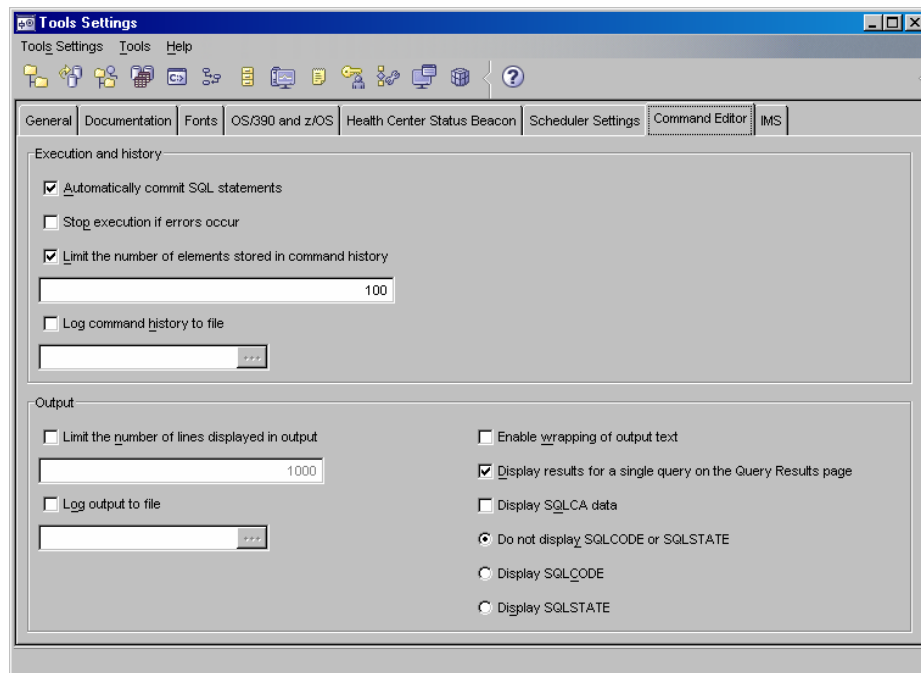 Tools Settings
Tools Settings Tools Help
General Documentation Fonts OS/390 and z/OS Health Center Status Beacon Scheduler Settings Command Editor IMS
Execution and history
Automatically commit SQL statements
Stop execution if errors occur
Limit the number of elements stored in command history
100
Log command history to file
...
Output
Limit the number of lines displayed in output
1000
Log output to file
...
Enable wrapping of output text
Display results for a single query on the Query Results page
Display SQLCA data
Do not display SQLCODE or SQLSTATE
Display SQLCODE
Display SQLSTATE